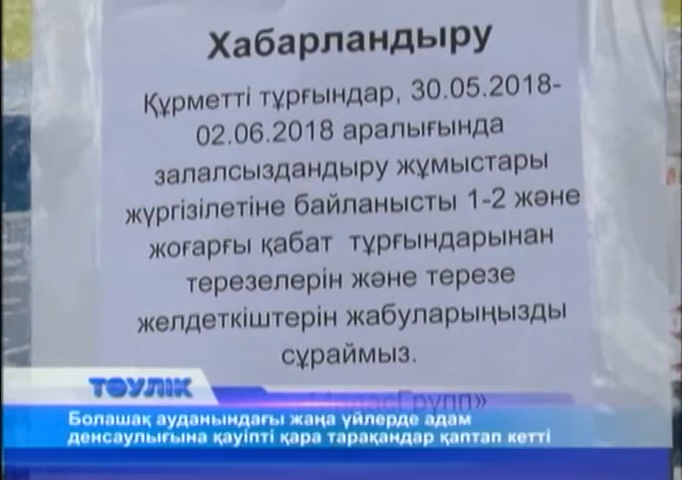 Хабарландыру
Құрметті тұрғындар, 30.05.2018-
02.06.2018 аралығында
залалсыздандыру жұмыстары
жүргізілетіне байланысты 1-2 және
жоғарғы қабат тұрғындарынан
терезелерін және терезе
желдеткіштерін жабуларыңызды
сұраймыз.
ТӘУЛІК
Болашақ ауданындағы жаңа үйлерде адам
денсаулығына қауіпті қара тарақандар қаптап кетті